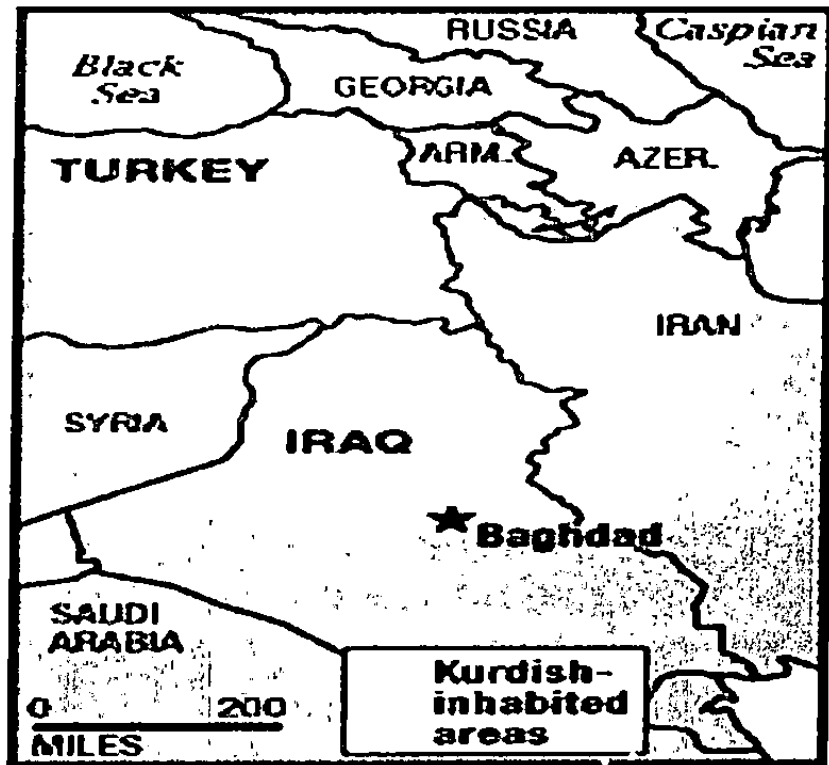 RUSSIA
Caspian
Sea
Black
Sea
GEORGIA
TURKEY
ARM.
AZER.
IRAN
SYRIA
IRAQ
Baghdad
SAUDI
ARABIA
Kurdish-
inhabited
areas
0 200
MILES